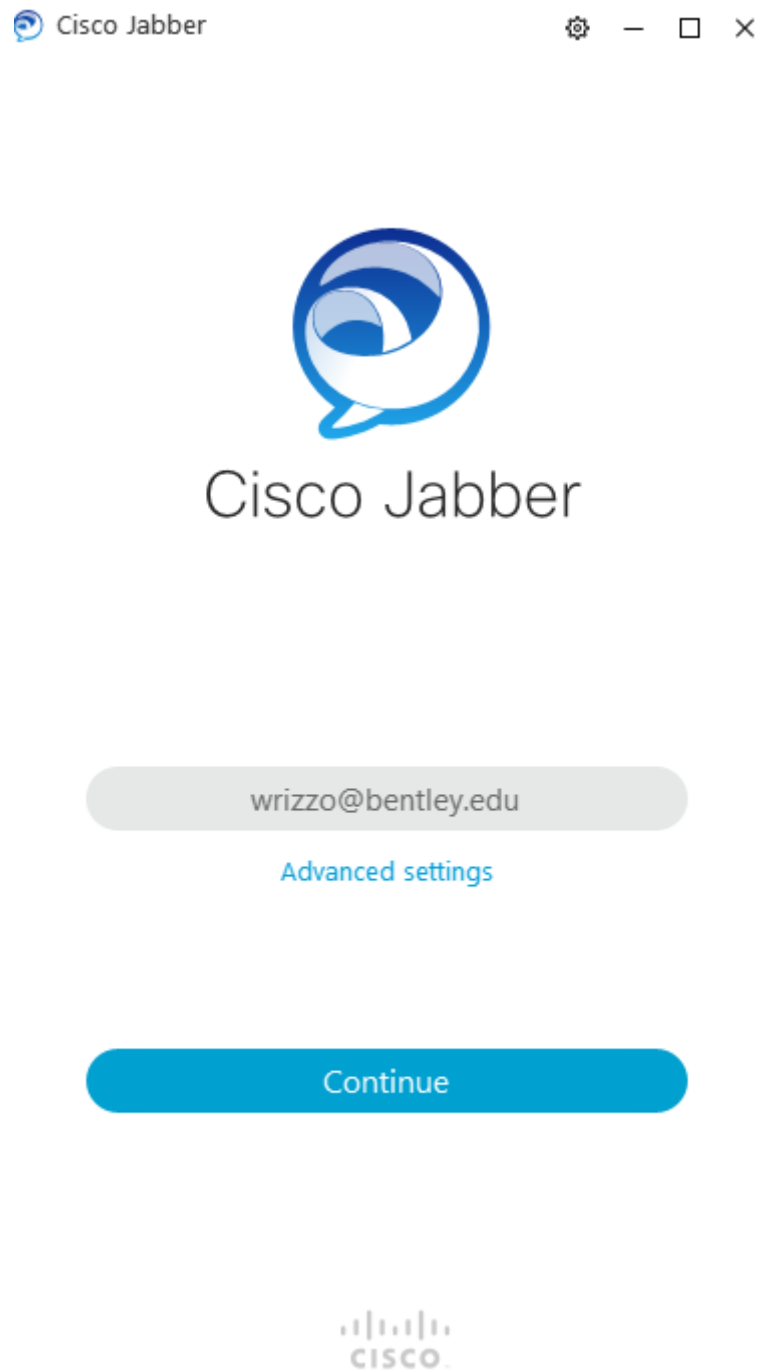 Cisco Jabber
Cisco Jabber
wrizzo@bentley.edu
Advanced settings
Continue
CISCO